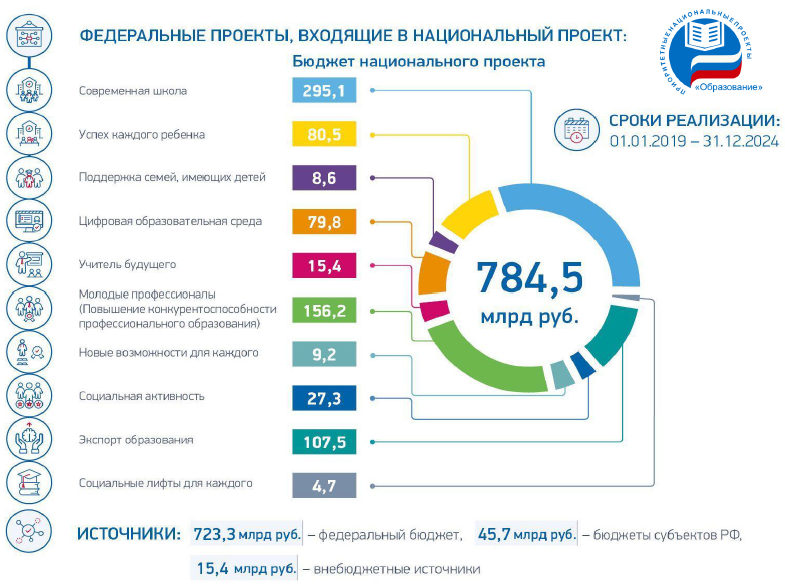 ФЕДЕРАЛЬНЫЕ ПРОЕКТЫ, ВХОДЯЩИЕ В НАЦИОНАЛЬНЫЙ ПРОЕКТ:
Бюджет национального проекта
ПРИОРИТЕТНЫЕНАЦИОНАЛЬНЫЕПРОЕКТЫ
«Образование»
СРОКИ РЕАЛИЗАЦИИ:
01.01.2019 – 31.12.2024
Современная школа 295,1
Успех каждого ребенка 80,5
Поддержка семей, имеющих детей 8,6
Цифровая образовательная среда 79,8
Учитель будущего 15,4
Молодые профессионалы
(Повышение конкурентоспособности
профессионального образования)
156,2
Новые возможности для каждого 9,2
Социальная активность 27,3
Экспорт образования 107,5
Социальные лифты для каждого 4,7
784,5
млрд руб.
ИСТОЧНИКИ: 723,3 млрд руб. – федеральный бюджет, 45,7 млрд руб. – бюджеты субъектов РФ,
15,4 млрд руб. – внебюджетные источники